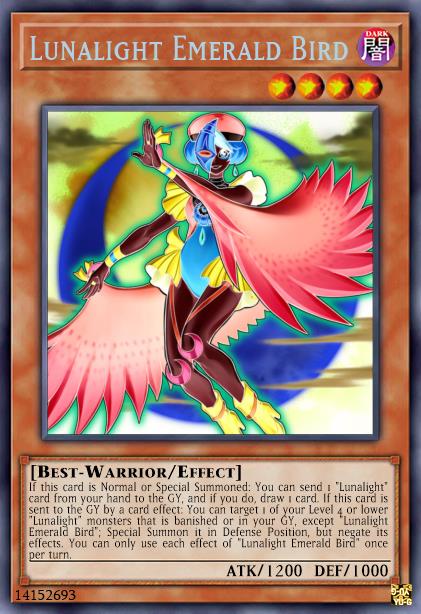 LUNALIGHT EMERALD BIRD
DARK
闇
[BEST-WARRIOR/EFFECT]
If this card is Normal or Special Summoned: You can send 1 "Lunalight"
card from your hand to the GY, and if you do, draw 1 card. If this card is
sent to the GY by a card effect: You can target 1 of your Level 4 or lower
"Lunalight" monsters that is banished or in your GY, except "Lunalight
Emerald Bird"; Special Summon it in Defense Position, but negate its
effects. You can only use each effect of "Lunalight Emerald Bird" once
per turn.
ATK/1200 DEF/1000
14152693